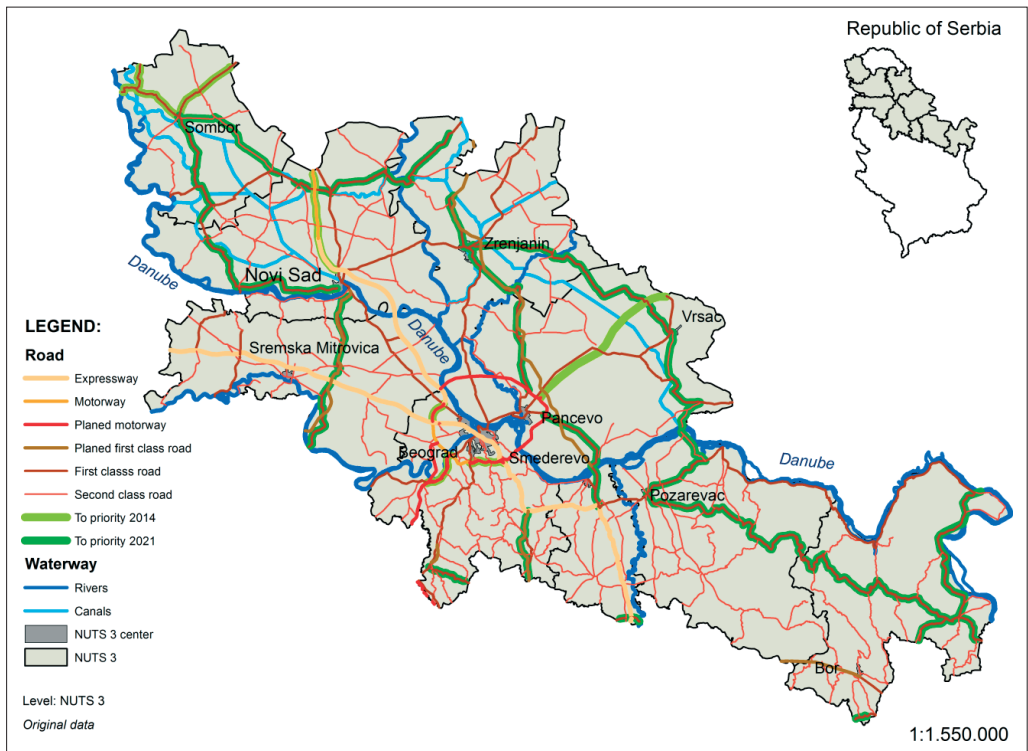 Republic of Serbia
Sombor
Zrenjanin
Danube
Novi Sad
Danube
Vrsac
Sremska Mitrovica
Pancevo
Beograd
Smederevo
Danube
Pozarevac
Bor
LEGEND:
Road
Expressway
Motorway
Planed motorway
Planed first class road
First classs road
Second class road
To priority 2014
To priority 2021
Waterway
Rivers
Canals
NUTS 3 center
NUTS 3
Level: NUTS 3
Original data
1:1.550.000